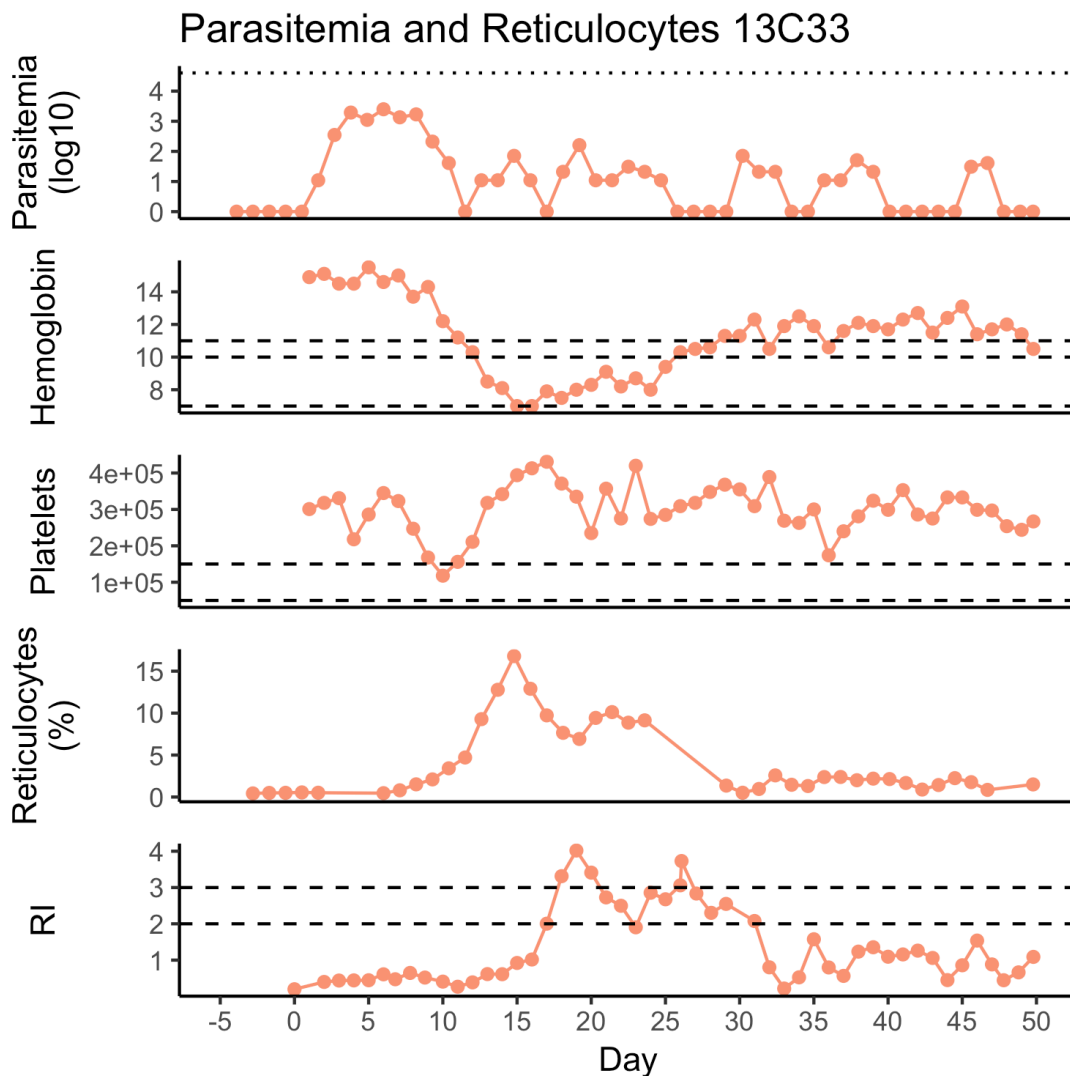 Parasitemia and Reticulocytes 13C33
Parasitemia
(log10)
4
3
2
1
0
Hemoglobin
14
12
10
8
Platelets
4e+05
3e+05
2e+05
1e+05
Reticulocytes
(%)
15
10
5
0
RI
4
3
2
1
-5 0 5 10 15 20 25 30 35 40 45 50
Day